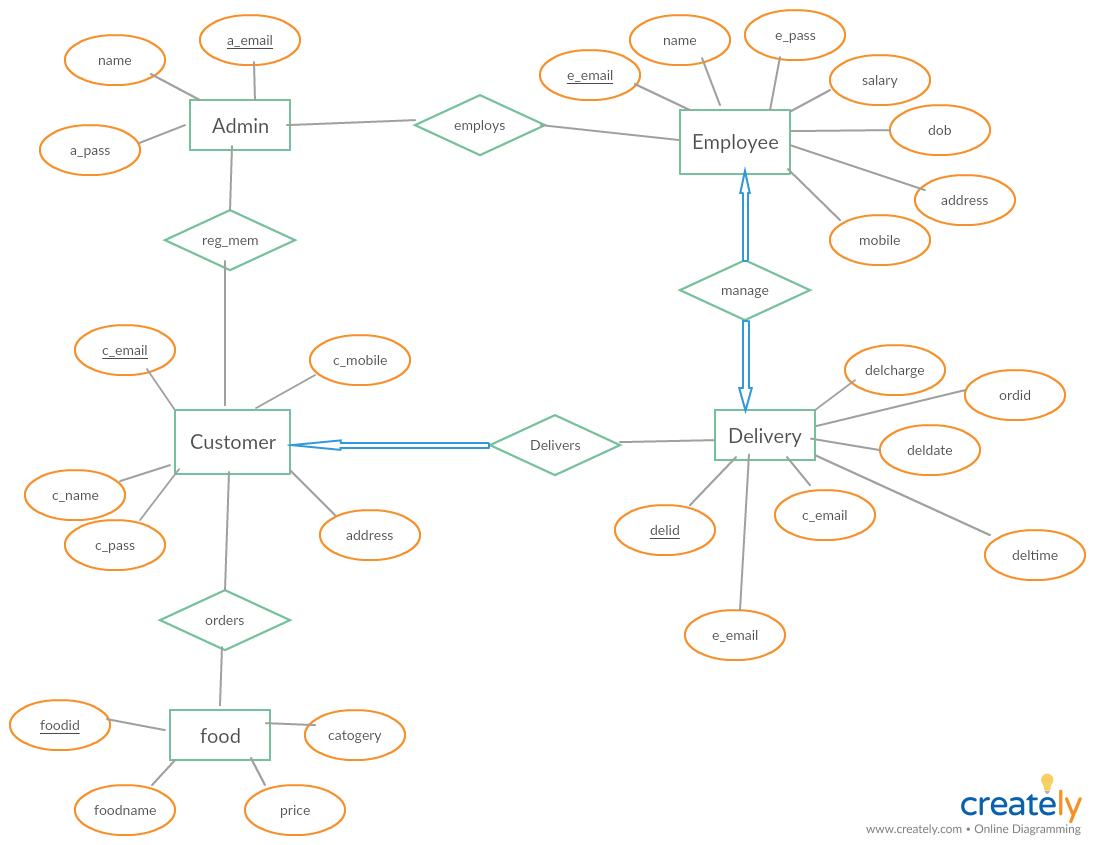 a_email
name
Admin
a_pass
employs
e_email
name
e_pass
salary
Employee
dob
address
mobile
reg_mem
manage
c_email
c_mobile
Customer
c_name
c_pass
address
Delivers
Delivery
delcharge
ordid
deldate
c_email
deltime
delid
e_email
orders
foodid
food
catogery
foodname
price
creately
www.creately.com • Online Diagramming